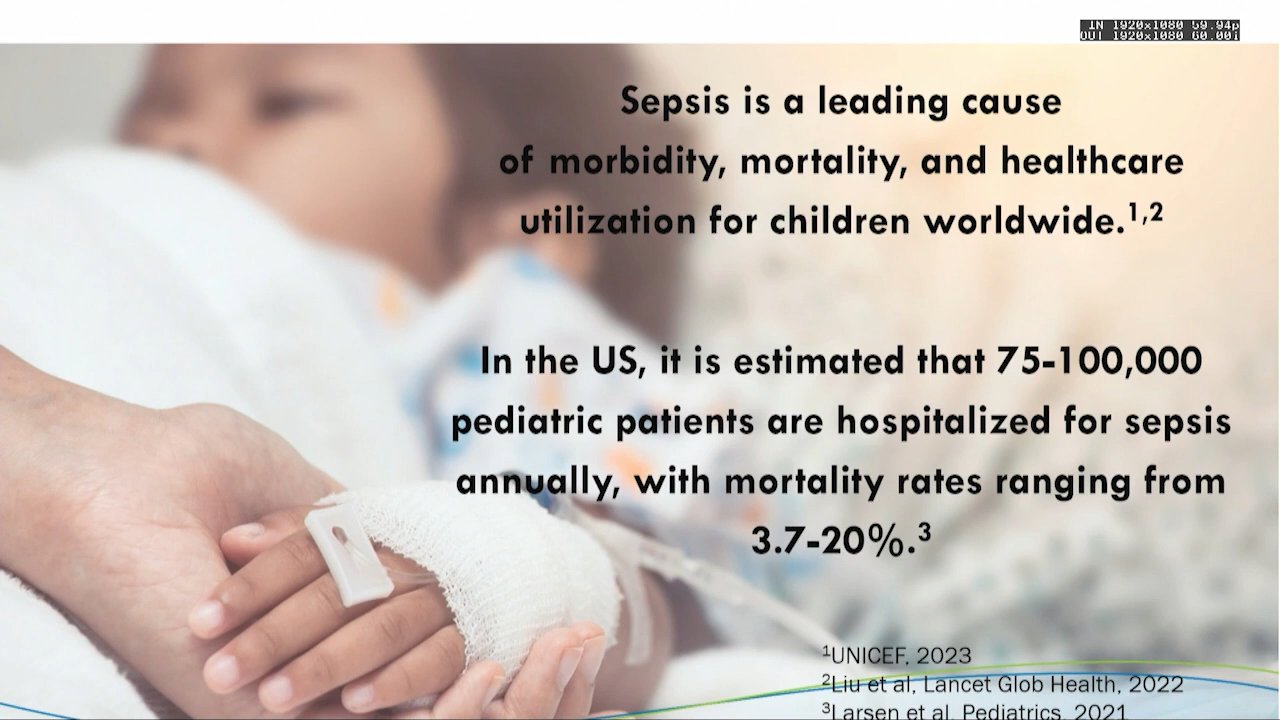 IN 1920x1080 59.94p
OUT 1920x1080 60.00i
Sepsis is a leading cause
of morbidity, mortality, and healthcare
utilization for children worldwide.1,2
In the US, it is estimated that 75-100,000
pediatric patients are hospitalized for sepsis
annually, with mortality rates ranging from
3.7-20%.3
1UNICEF, 2023
2Liu et al, Lancet Glob Health, 2022
3Larsen et al. Pediatrics. 2021